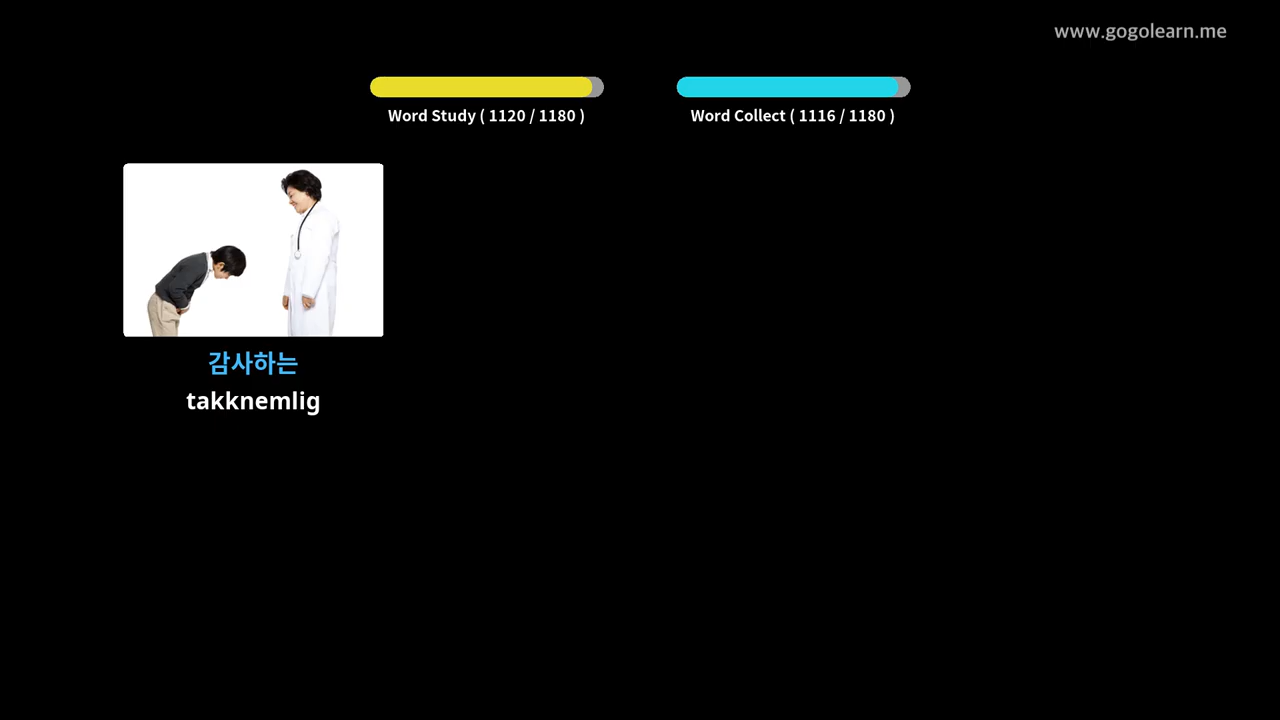 www.gogolearn.me
Word Study ( 1120 / 1180 )
Word Collect ( 1116 / 1180 )
감사하는
takknemlig